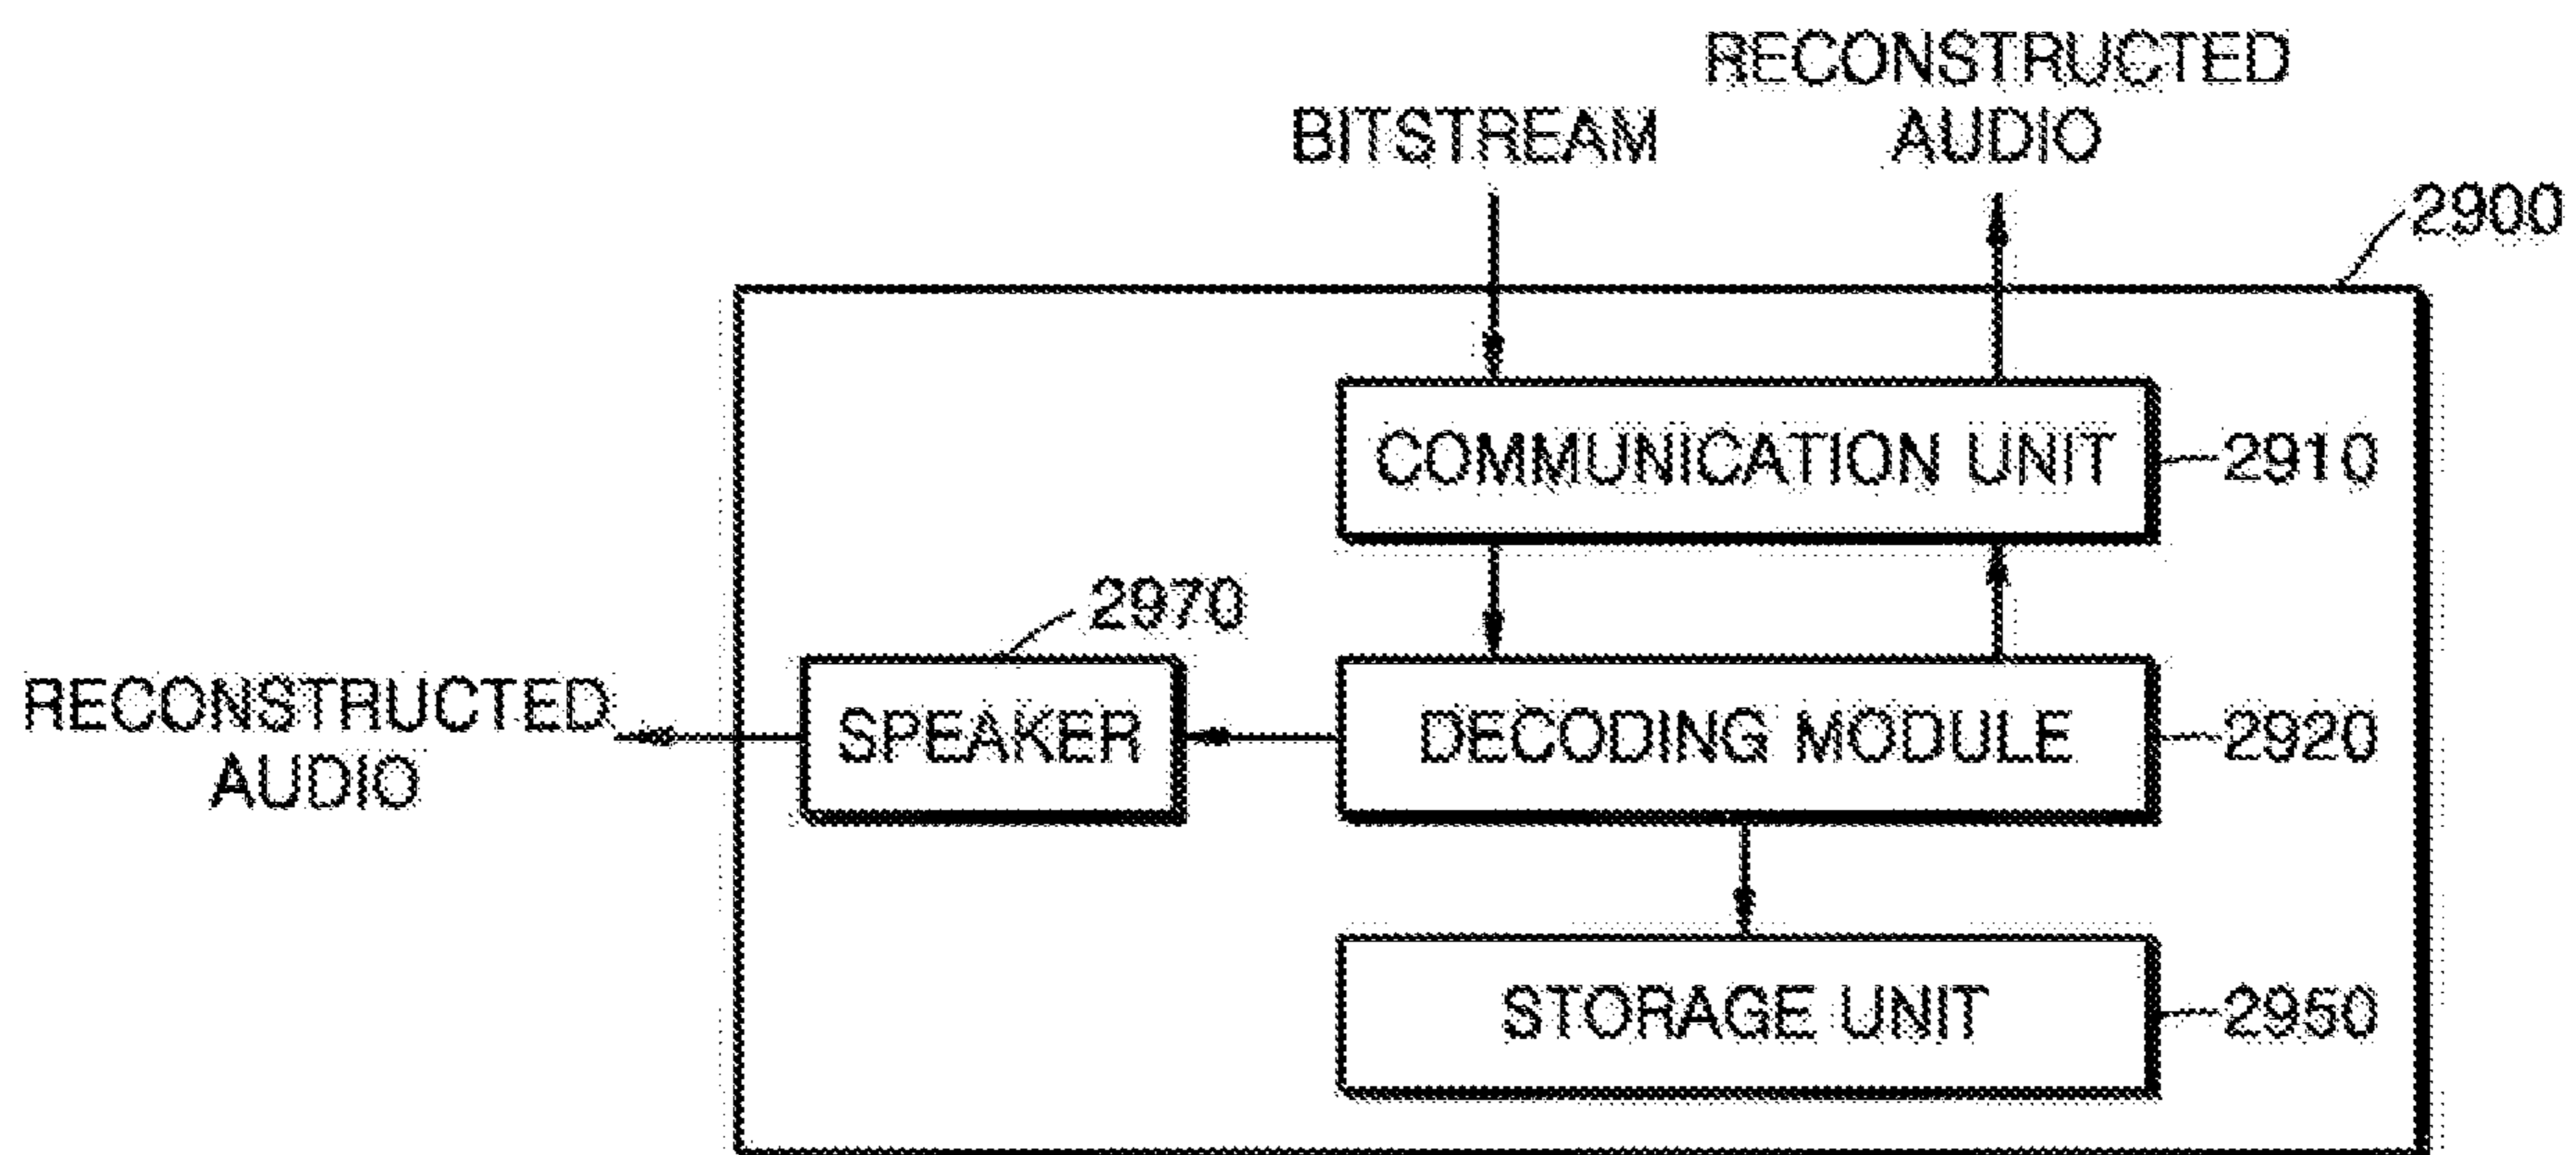 RECONSTRUCTED
AUDIO
BITSTREAM
2900
COMMUNICATION UNIT
2910
2970
RECONSTRUCTED
AUDIO
SPEAKER
DECODING MODULE
2920
STORAGE UNIT
2950